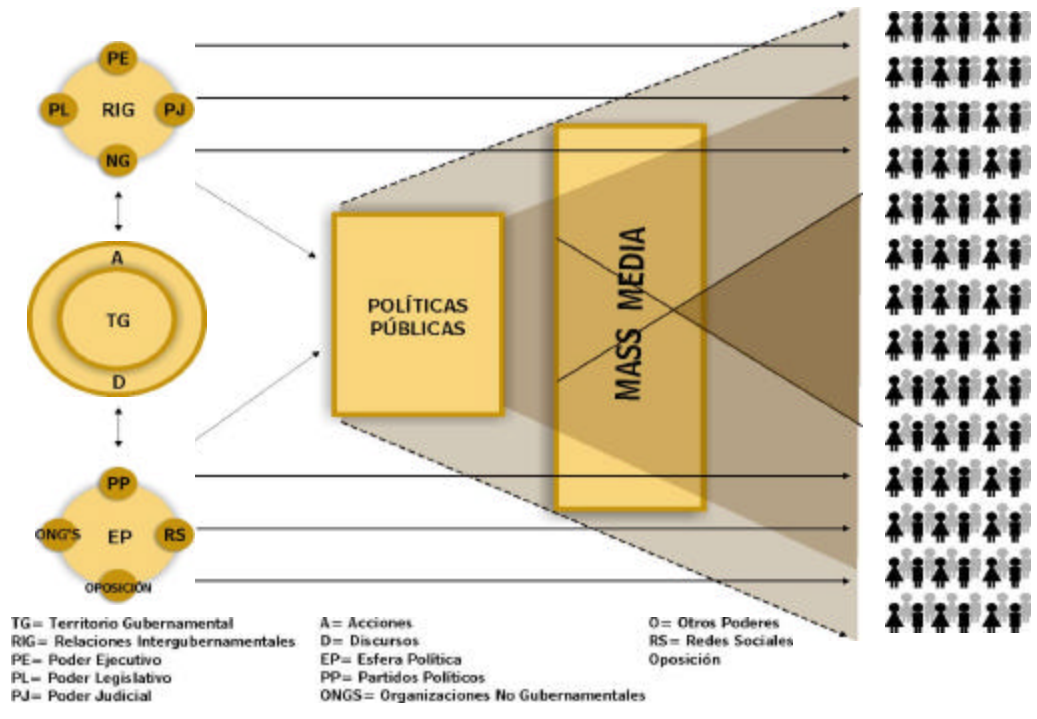 PE
PL
RIG
PJ
NG
A
TG
D
PP
ONG'S
EP
RS
OPOSICIÓN
POLÍTICAS
PÚBLICAS
MASS MEDIA
TG= Territorio Gubernamental
RIG= Relaciones Intergubernamentales
PE= Poder Ejecutivo
PL= Poder Legislativo
PJ= Poder Judicial
A= Acciones
D= Discursos
EP= Esfera Política
PP= Partidos Políticos
ONGS= Organizaciones No Gubernamentales
O= Otros Poderes
RS= Redes Sociales
Oposición